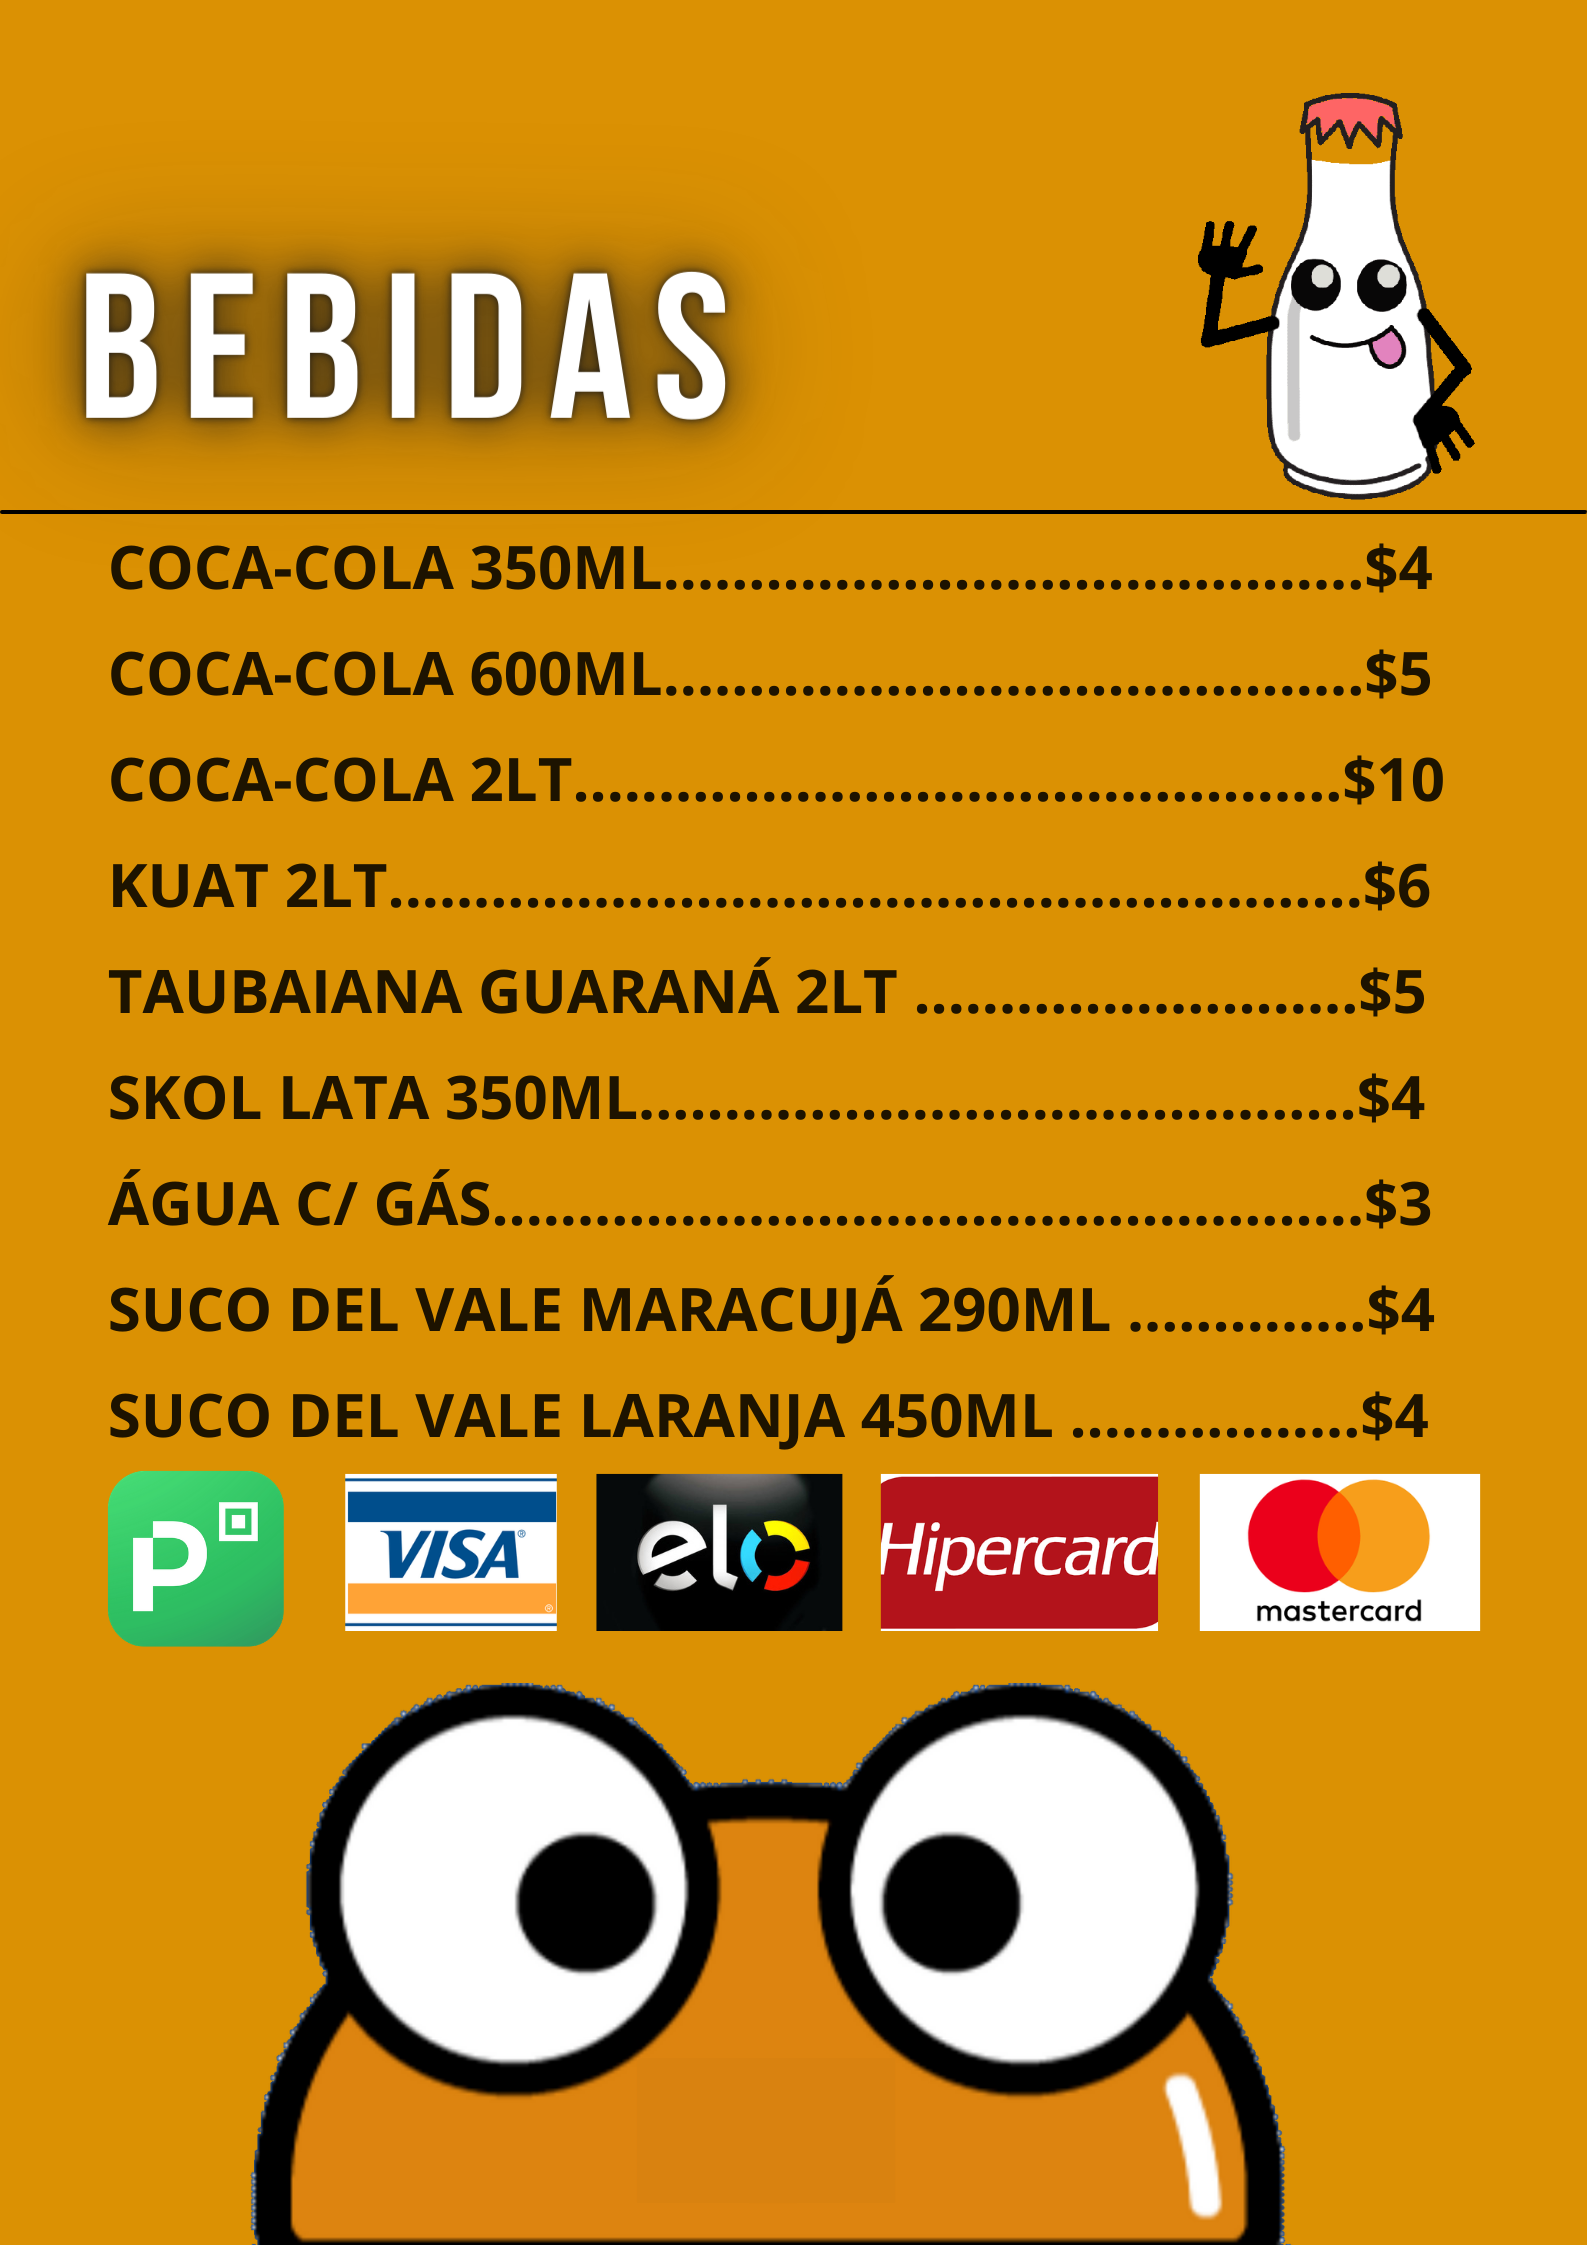 BEBIDAS
COCA-COLA 350ML.........................................$4
COCA-COLA 600ML.........................................$5
COCA-COLA 2LT.............................................$10
KUAT 2LT.........................................................$6
TAUBAIANA GUARANÁ 2LT ..........................$5
SKOL LATA 350ML..........................................$4
ÁGUA C/ GÁS...................................................$3
SUCO DEL VALE MARACUJÁ 290ML ..............$4
SUCO DEL VALE LARANJA 450ML .................$4
P VISA® elo Hipercard mastercard